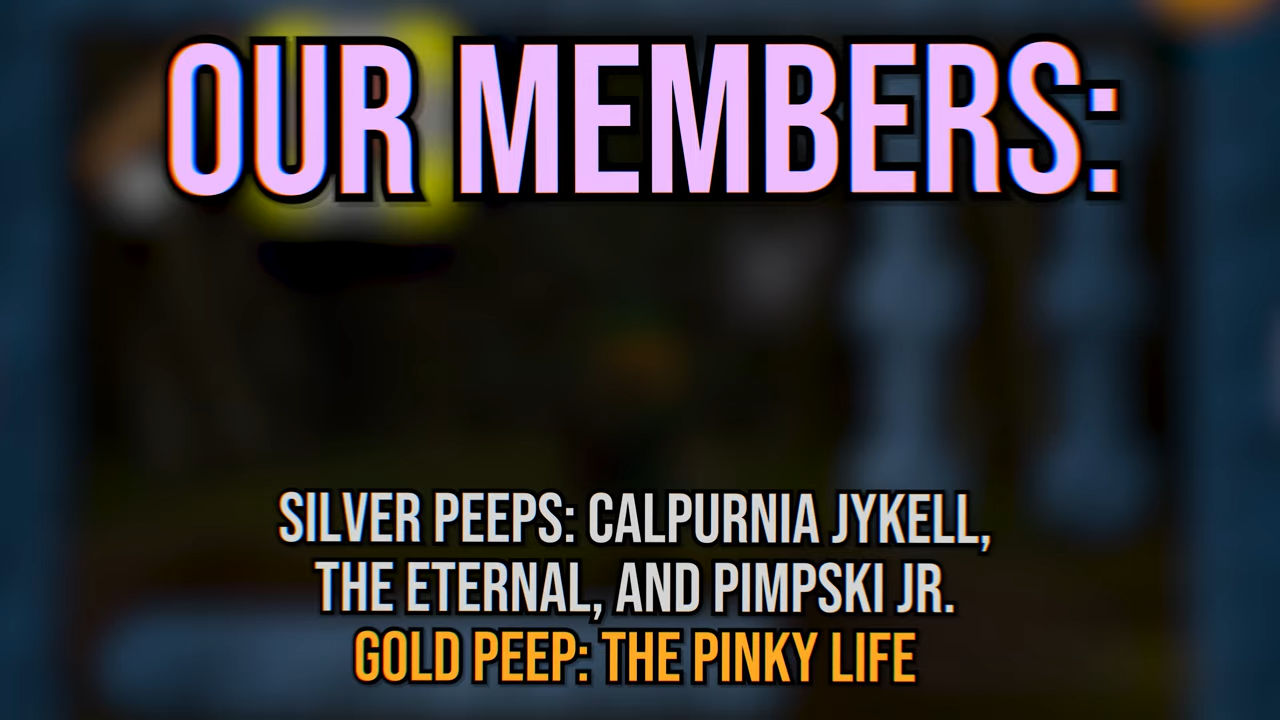 OUR MEMBERS:
SILVER PEEPS: CALPURNIA JYKELL,
THE ETERNAL, AND PIMPSKI JR.
GOLD PEEP: THE PINKY LIFE